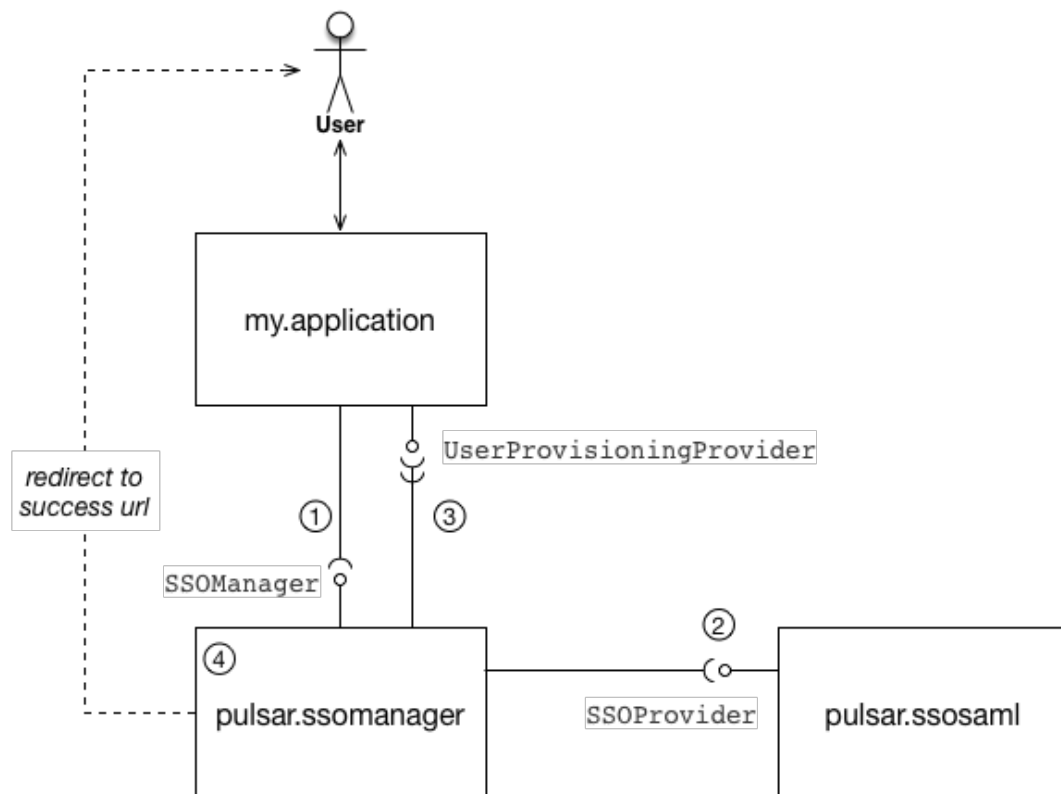 User
my.application
UserProvisioningProvider
redirect to
success url
①
③
SSOManager
②
④
pulsar.ssomanager
SSOProvider
pulsar.ssosaml